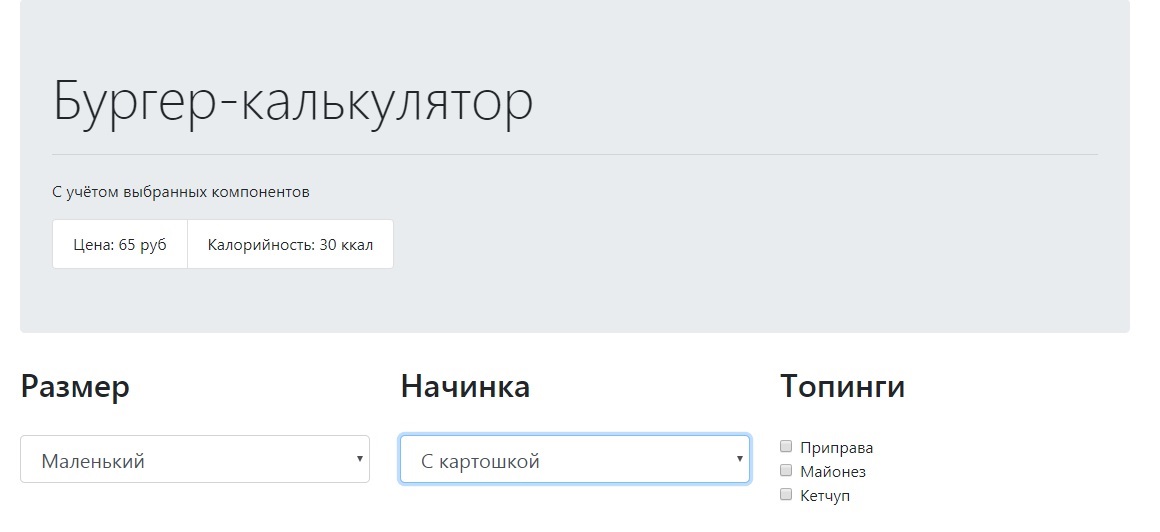 Бургер-калькулятор
С учётом выбранных компонентов
Цена: 65 руб Калорийность: 30 ккал
Размер
Маленький
Начинка
С картошкой
Топинги
Приправа
Майонез
Кетчуп